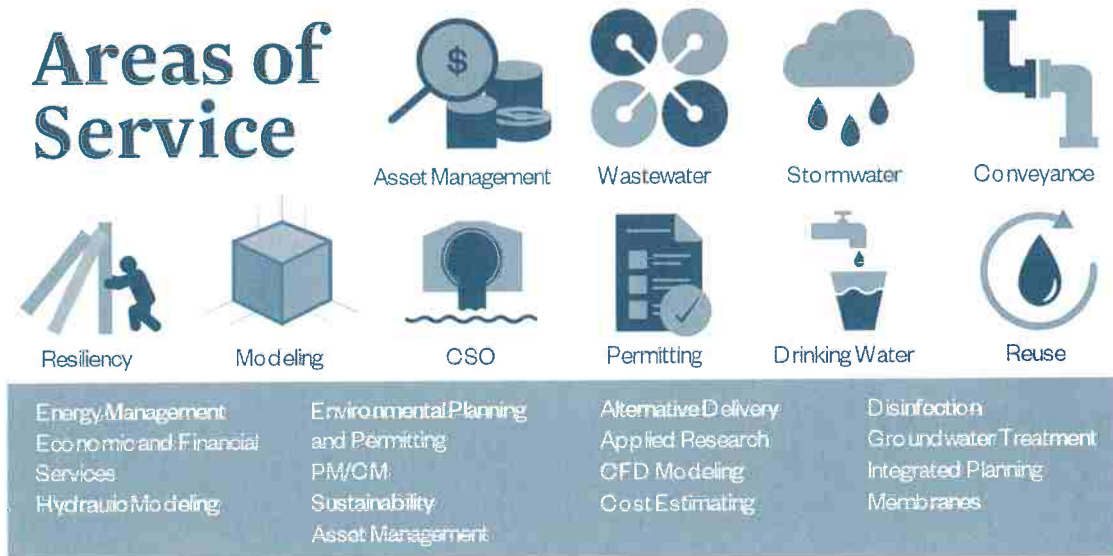 Areas of
Service
$
Asset Management
Wastewater
Stormwater
Conveyance
Resiliency
Modeling
CSO
Permitting
Drinking Water
Reuse
Energy Management
Economic and Financial
Services
Hydraulic Modeling
Environmental Planning
and Permitting
PM/CM
Sustainability
Asset Management
Alternative Delivery
Applied Research
CFD Modeling
Cost Estimating
Disinfection
Groundwater Treatment
Integrated Planning
Membranes